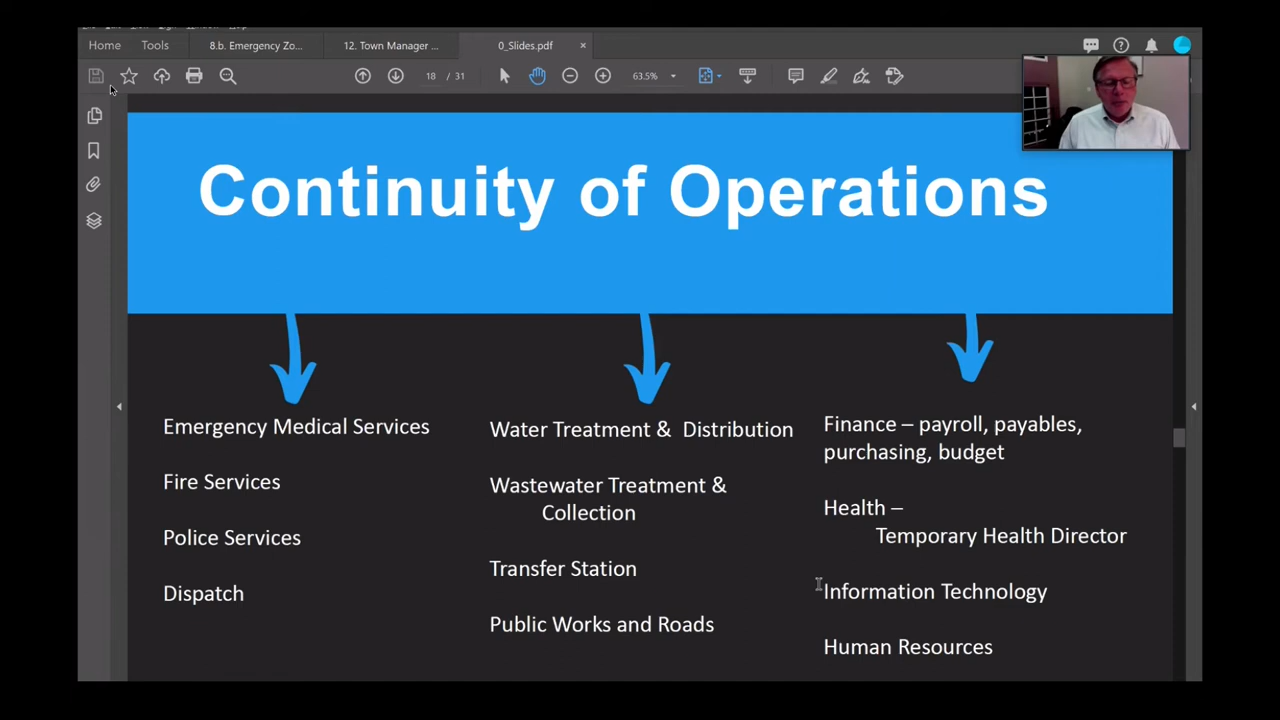 Home Tools 8.b. Emergency Zo... 12. Town Manager ... 0_Slides.pdf ×
18 / 31 63.5%
Continuity of Operations
Emergency Medical Services
Fire Services
Police Services
Dispatch
Water Treatment & Distribution
Wastewater Treatment &
Collection
Transfer Station
Public Works and Roads
Finance – payroll, payables,
purchasing, budget
Health –
Temporary Health Director
Information Technology
Human Resources